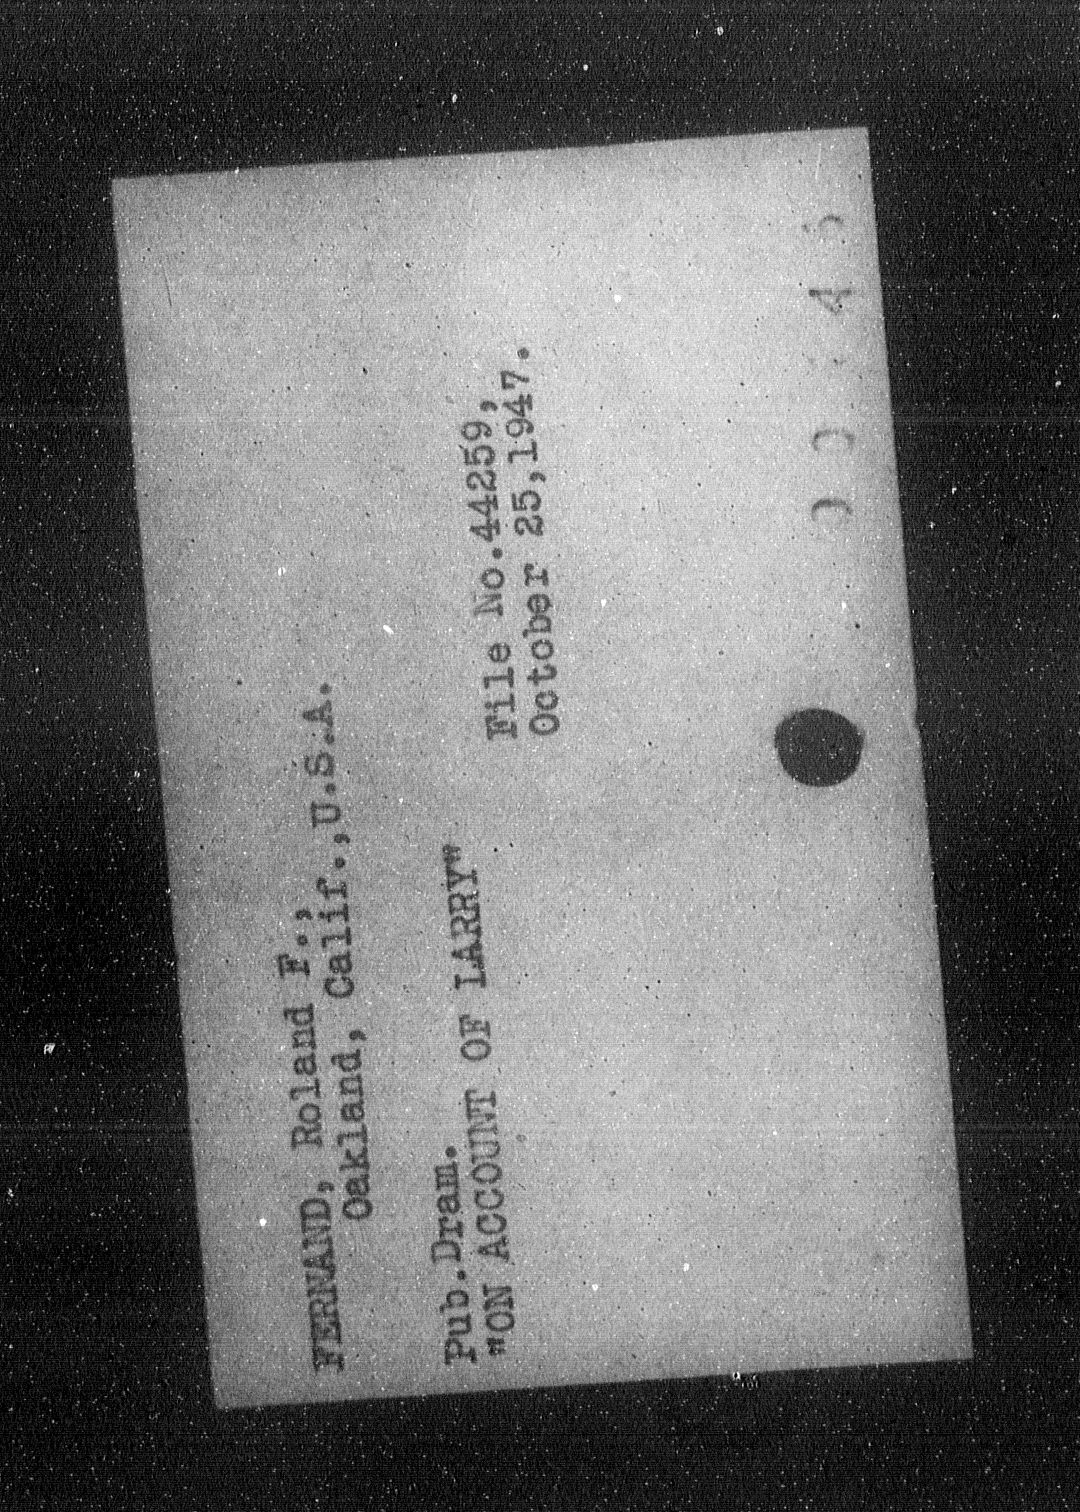 FERNAND, Roland F.,
Oakland, Calif.,U.S.A.
Pub.Dram.
"ON ACCOUNT OF LARRY"
File No.44259,
October 25,1947.